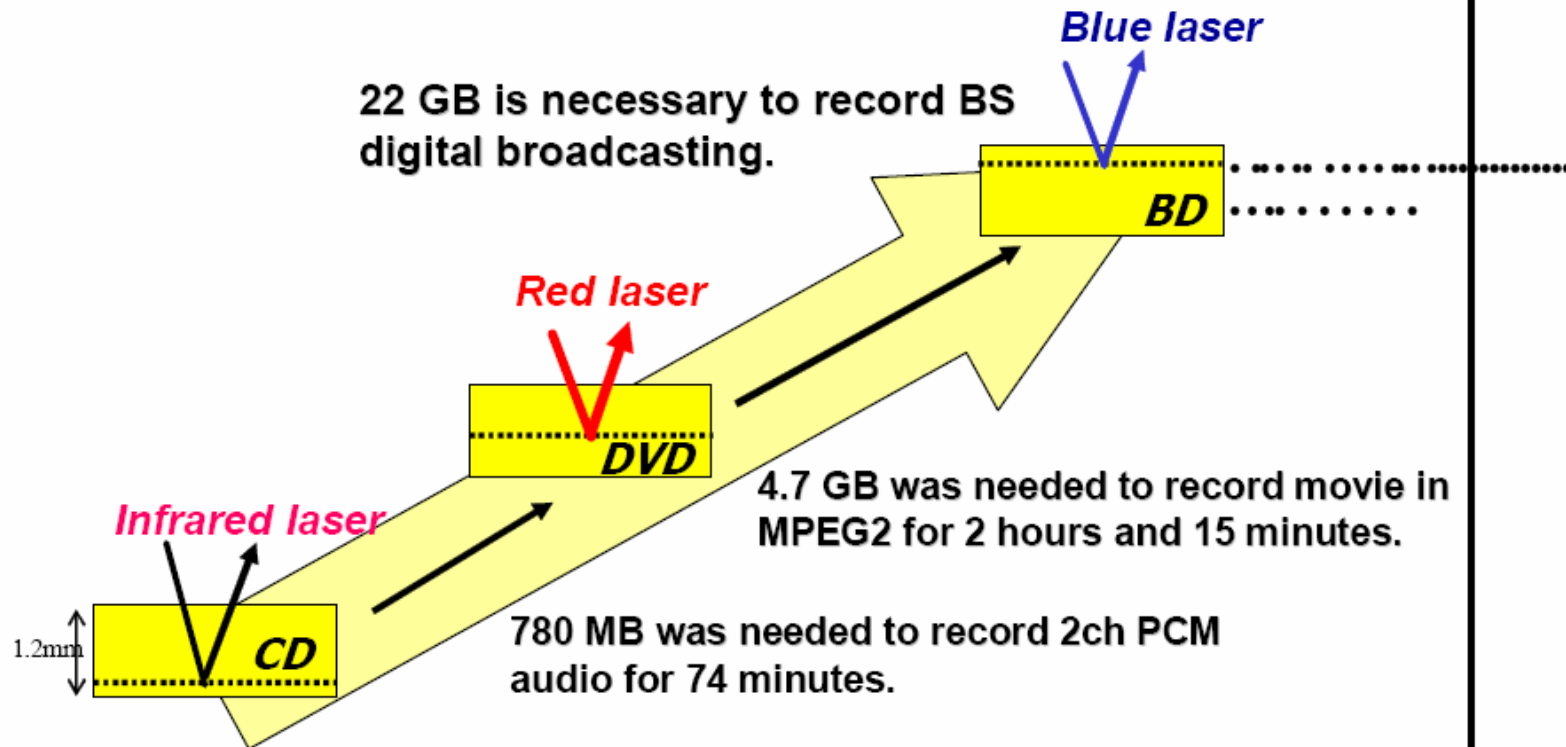 Blue laser
22 GB is necessary to record BS
digital broadcasting.
BD
Red laser
DVD
4.7 GB was needed to record movie in
MPEG2 for 2 hours and 15 minutes.
Infrared laser
1.2mm
CD
780 MB was needed to record 2ch PCM
audio for 74 minutes.